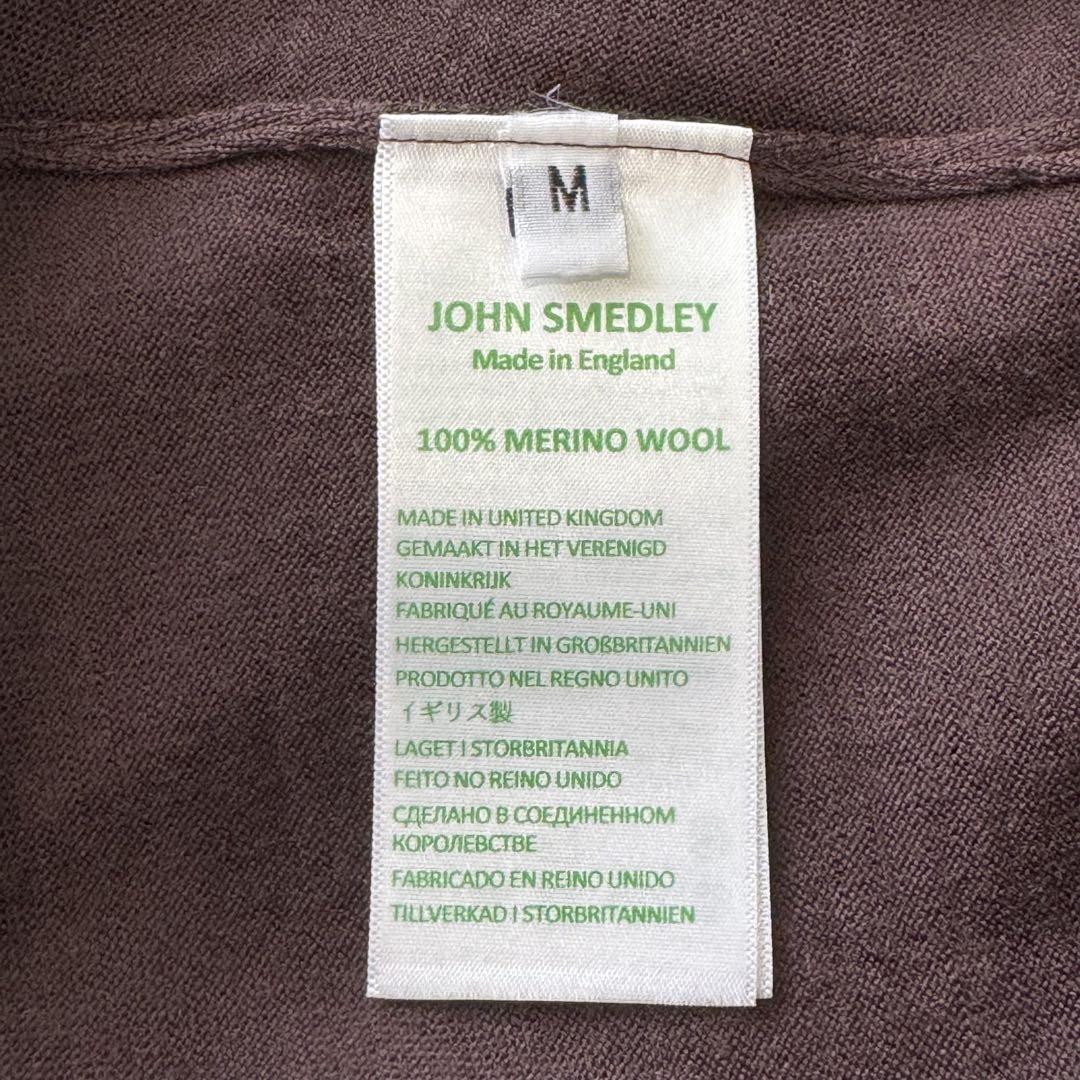 M
JOHN SMEDLEY
Made in England
100% MERINO WOOL
MADE IN UNITED KINGDOM
GEMAAKT IN HET VERENIGD
KONINKRIJK
FABRIQUÉ AU ROYAUME-UNI
HERGESTELLT IN GROßBRITANNIEN
PRODOTTO NEL REGNO UNITO
イギリス製
LAGET I STORBRITANNIA
FEITO NO REINO UNIDO
СДЕЛАНО В СОЕДИНЕННОМ
КОРОЛЕВСТВЕ
FABRICADO EN REINO UNIDO
TILLVERKAD I STORBRITANNIEN